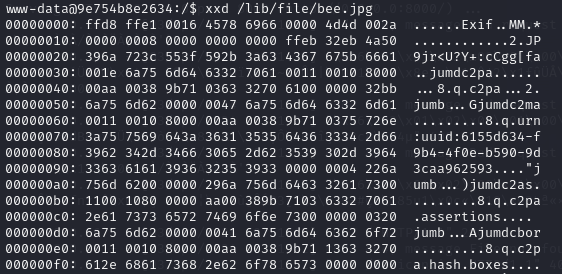 www-data@9e754b8e2634:/$ xxd /lib/file/bee.jpg
00000000: ffd8 ffe1 0016 4578 6966 0000 4d4d 002a ......Exif..MM.*
00000010: 0000 0008 0000 0000 0000 ffeb 32eb 4a50 ............2.JP
00000020: 396a 723c 553f 592b 3a63 4367 675b 6661 9jr<U?Y+:cCgg[fa
00000030: 001e 6a75 6d64 6332 7061 0011 0010 8000 ..jumdc2pa......
00000040: 00aa 0038 9b71 0363 3270 6100 0000 32bb ...8.q.c2pa...2.
00000050: 6a75 6d62 0000 0047 6a75 6d64 6332 6d61 jumb...Gjumdc2ma
00000060: 0011 0010 8000 00aa 0038 9b71 0375 726e .........8.q.urn
00000070: 3a75 7569 643a 3631 3535 6436 3334 2d66 :uuid:6155d634-f
00000080: 3962 342d 3466 3065 2d62 3539 302d 3964 9b4-4f0e-b590-9d
00000090: 3363 6161 3936 3235 3933 0000 0004 226a 3caa962593...."j
000000a0: 756d 6200 0000 296a 756d 6463 3261 7300 umb...)jumdc2as.
000000b0: 1100 1080 0000 aa00 389b 7103 6332 7061 ........8.q.c2pa
000000c0: 2e61 7373 6572 7469 6f6e 7300 0000 0320 .assertions....
000000d0: 6a75 6d62 0000 0041 6a75 6d64 6362 6f72 jumb...Ajumdcbor
000000e0: 0011 0010 8000 00aa 0038 9b71 1363 3270 .........8.q.c2p
000000f0: 612e 6861 7368 2e62 6f78 6573 0000 0000 a.hash.boxes....